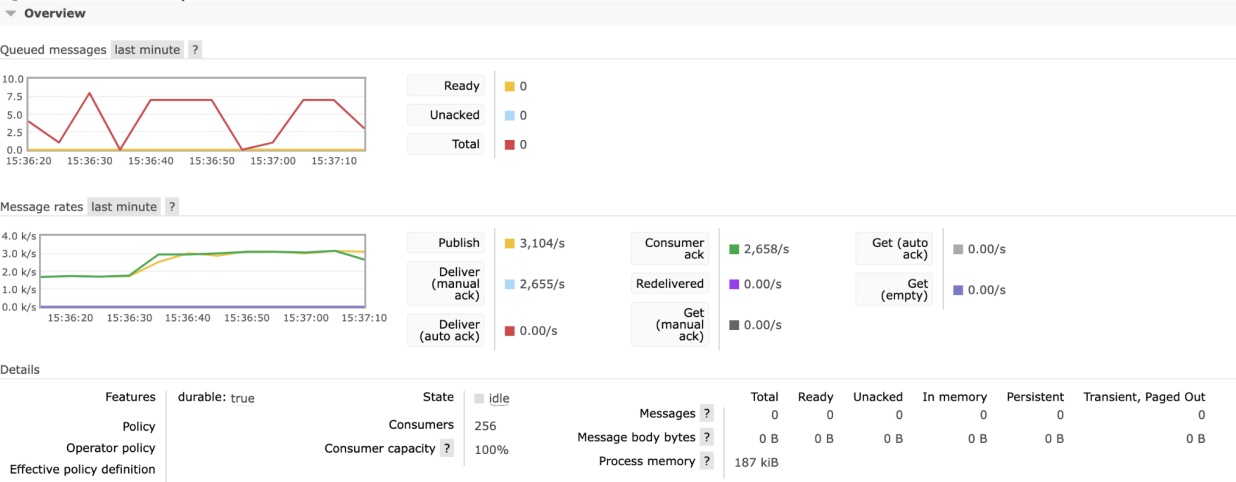 Overview
Queued messages last minute ?
10.0
7.5
5.0
2.5
0.0
15:36:20 15:36:30 15:36:40 15:36:50 15:37:00 15:37:10
Ready 0
Unacked 0
Total 0
Message rates last minute ?
4.0 k/s
3.0 k/s
2.0 k/s
1.0 k/s
0.0 k/s
15:36:20 15:36:30 15:36:40 15:36:50 15:37:00 15:37:10
Publish 3,104/s
Deliver
(manual 2,655/s
ack)
Deliver
(auto ack) 0.00/s
Consumer
ack 2,658/s
Redelivered 0.00/s
Get
(manual 0.00/s
ack)
Get (auto
ack) 0.00/s
Get
(empty) 0.00/s
Details
Features durable: true
Policy
Operator policy
Effective policy definition
State idle
Consumers 256
Consumer capacity ? 100%
Total Ready Unacked In memory Persistent Transient, Paged Out
Messages ? 0 0 0 0 0 0
Message body bytes ? 0 B 0 B 0 B 0 B 0 B 0 B
Process memory ? 187 kiB